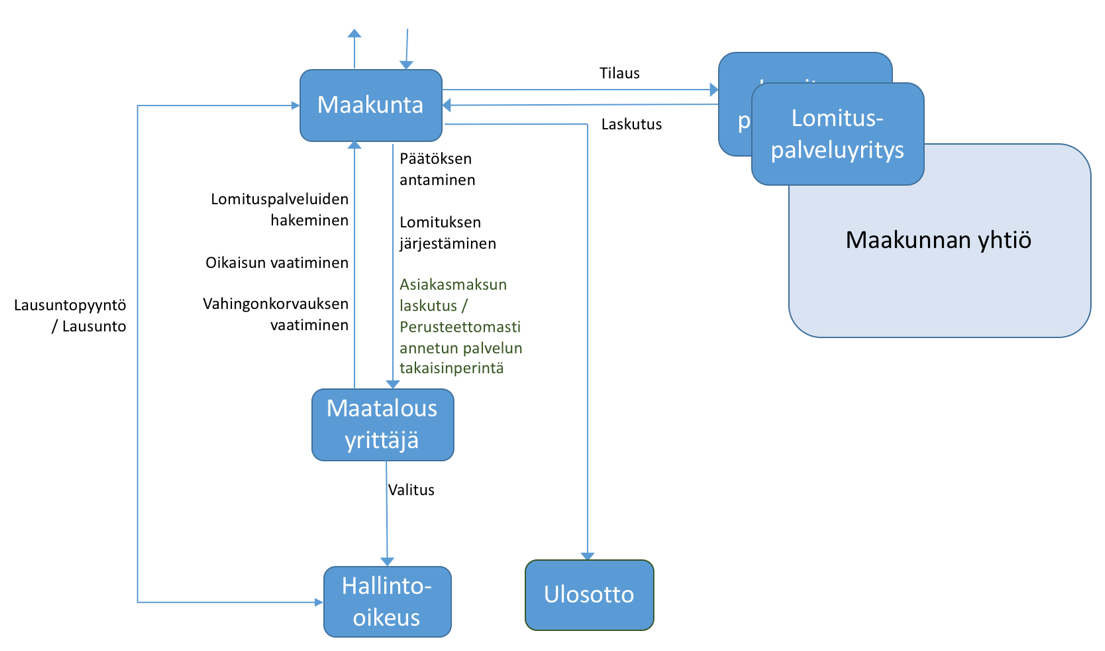 Tilaus
Maakunta
Lomitus-
palveluyritys
Laskutus
Päätöksen
antaminen
Lomituspalveluiden
hakeminen
Lomituksen
järjestäminen
Maakunnan yhtiö
Oikaisun vaatiminen
Asiakasmaksun
laskutus /
Perusteettomasti
annetun palvelun
takaisinperintä
Vahingonkorvauksen
vaatiminen
Lausuntopyyntö
/ Lausunto
Maatalous
yrittäjä
Valitus
Hallinto-
oikeus
Ulosotto